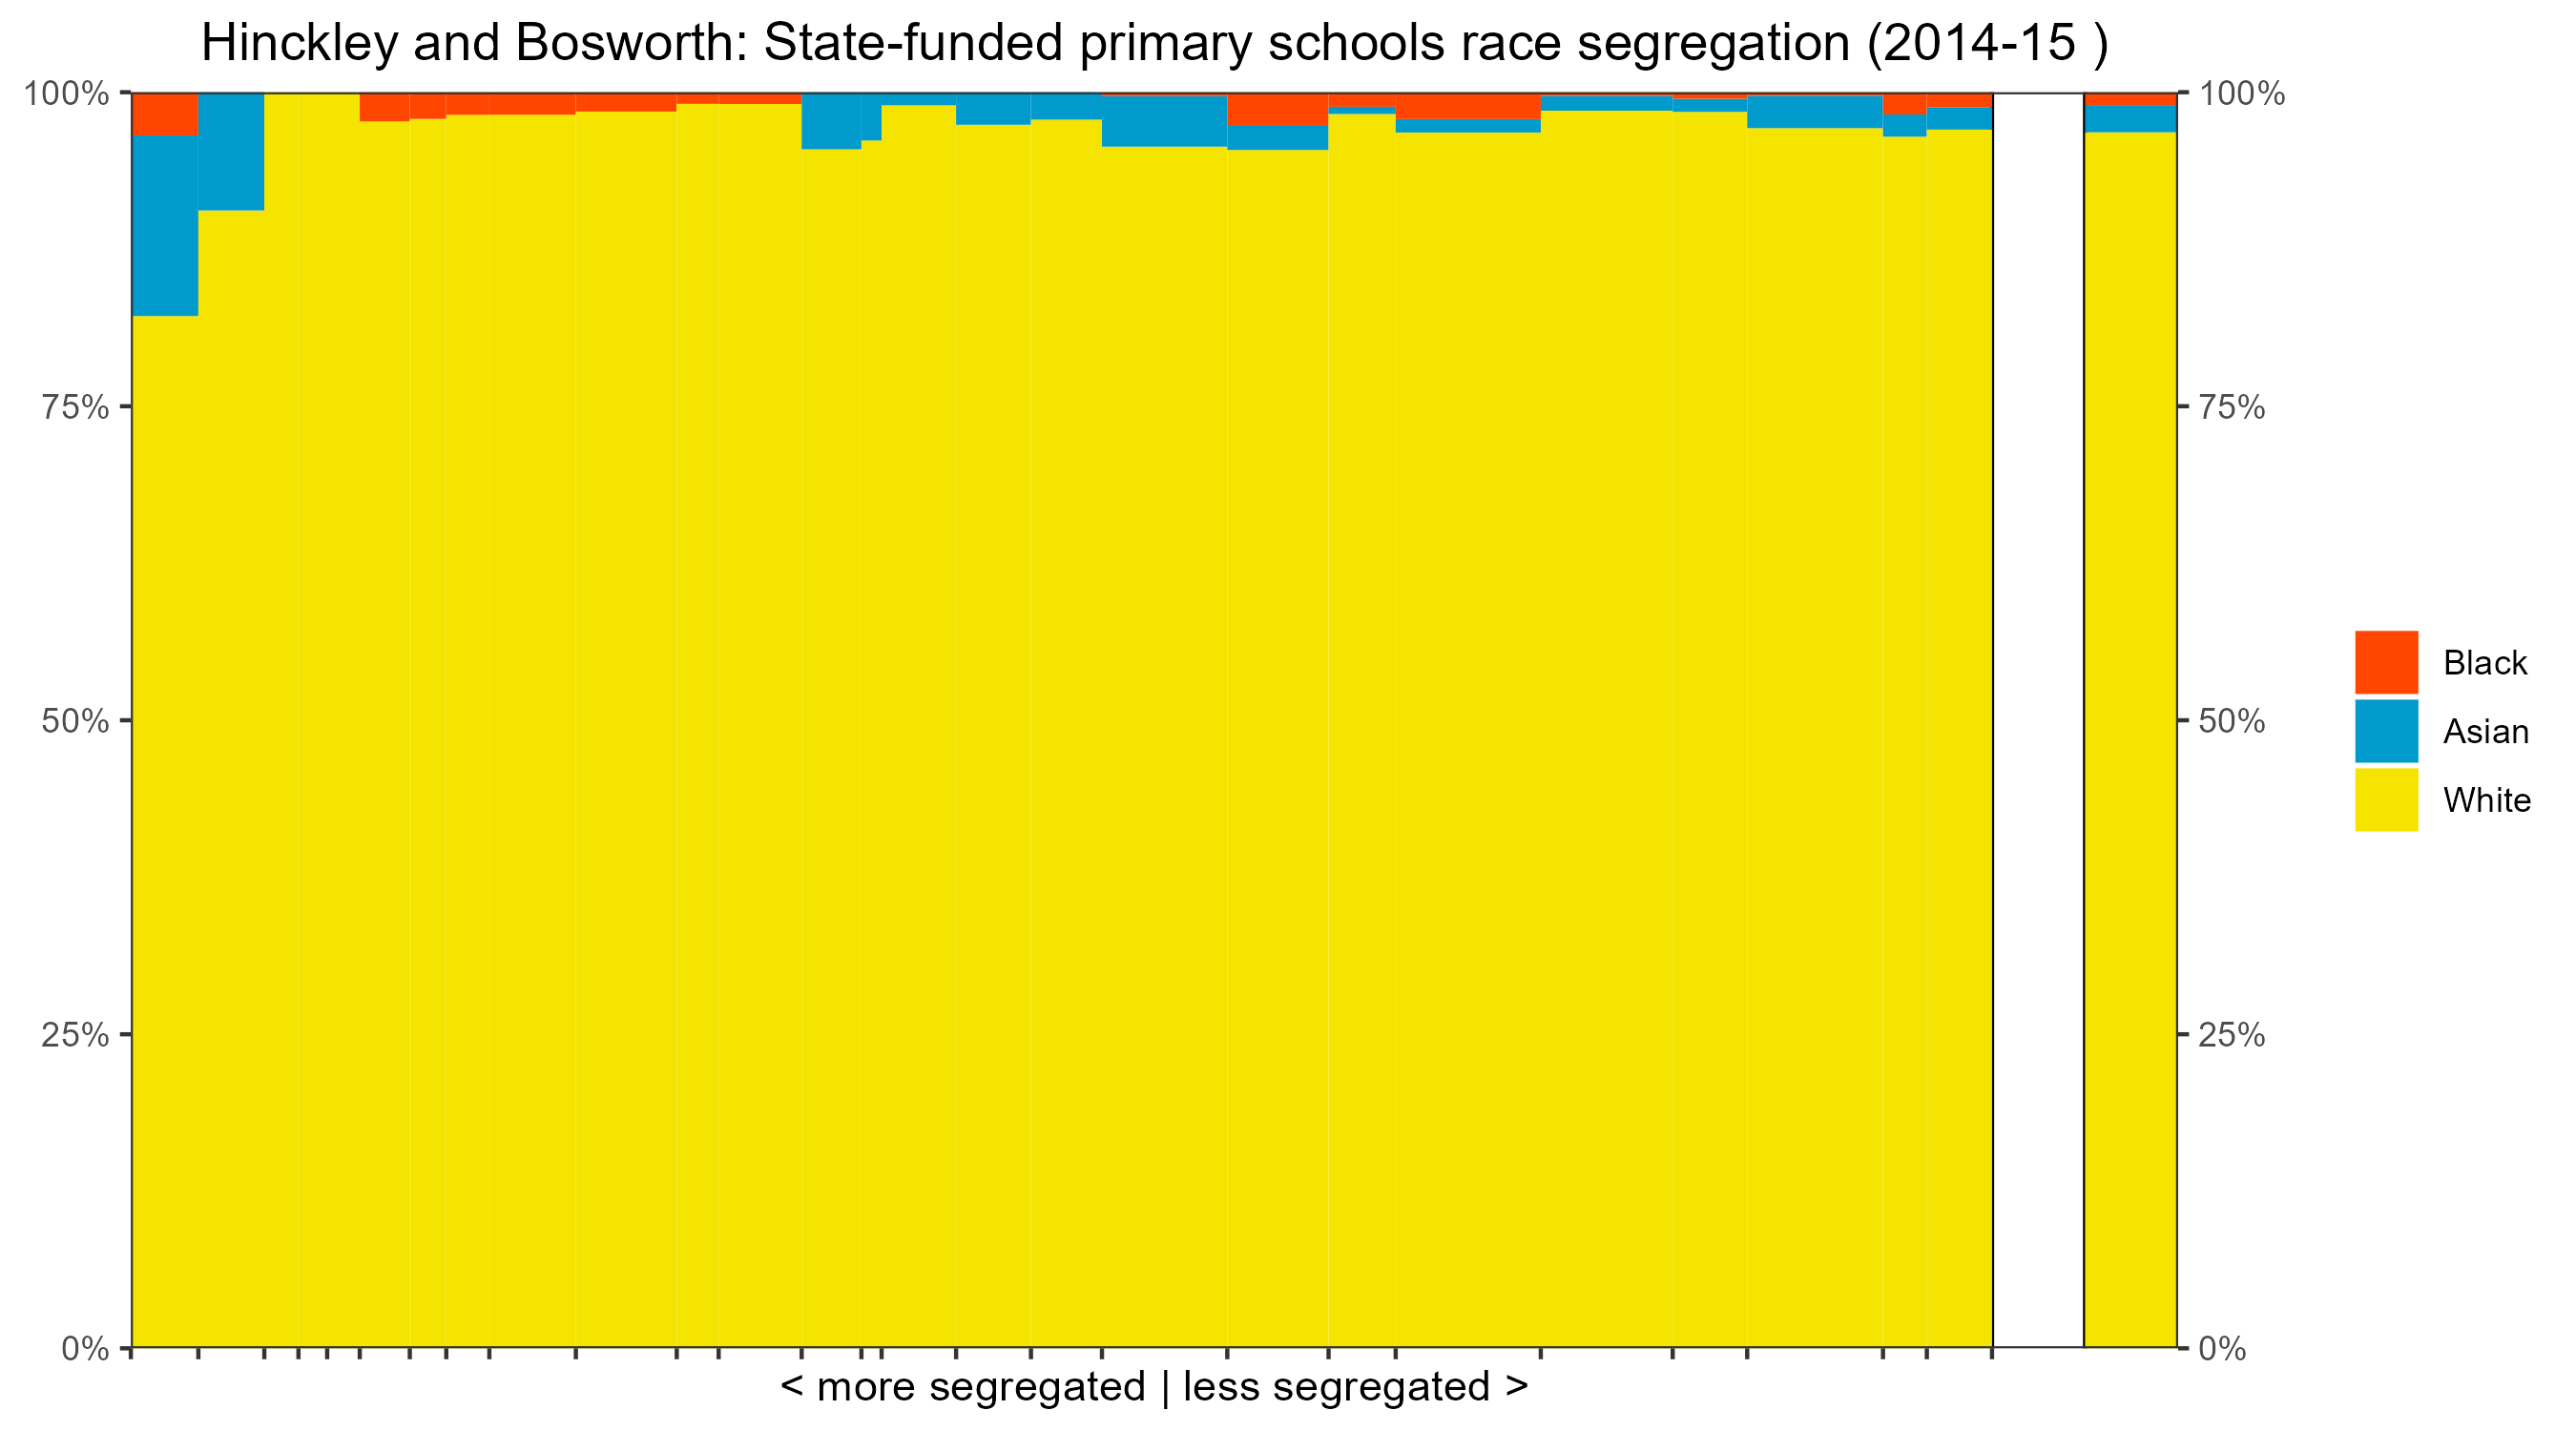 Hinckley and Bosworth: State-funded primary schools race segregation (2014-15 )
100%
75%
50%
25%
0%
100%
75%
50%
25%
0%
Black
Asian
White
< more segregated | less segregated >